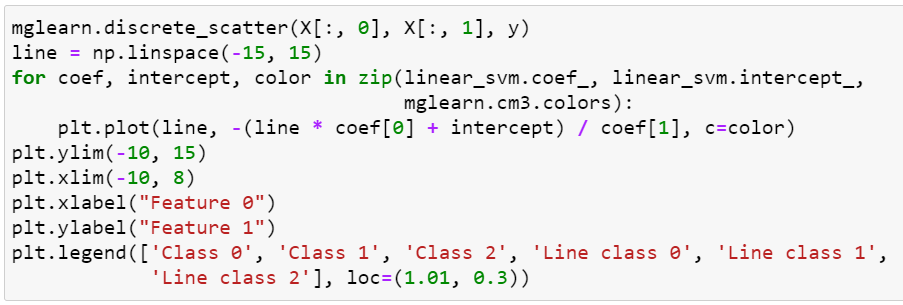 mglearn.discrete_scatter(X[:, 0], X[:, 1], y)
line = np.linspace(-15, 15)
for coef, intercept, color in zip(linear_svm.coef_, linear_svm.intercept_,
                                  mglearn.cm3.colors):
    plt.plot(line, -(line * coef[0] + intercept) / coef[1], c=color)
plt.ylim(-10, 15)
plt.xlim(-10, 8)
plt.xlabel("Feature 0")
plt.ylabel("Feature 1")
plt.legend(['Class 0', 'Class 1', 'Class 2', 'Line class 0', 'Line class 1',
            'Line class 2'], loc=(1.01, 0.3))